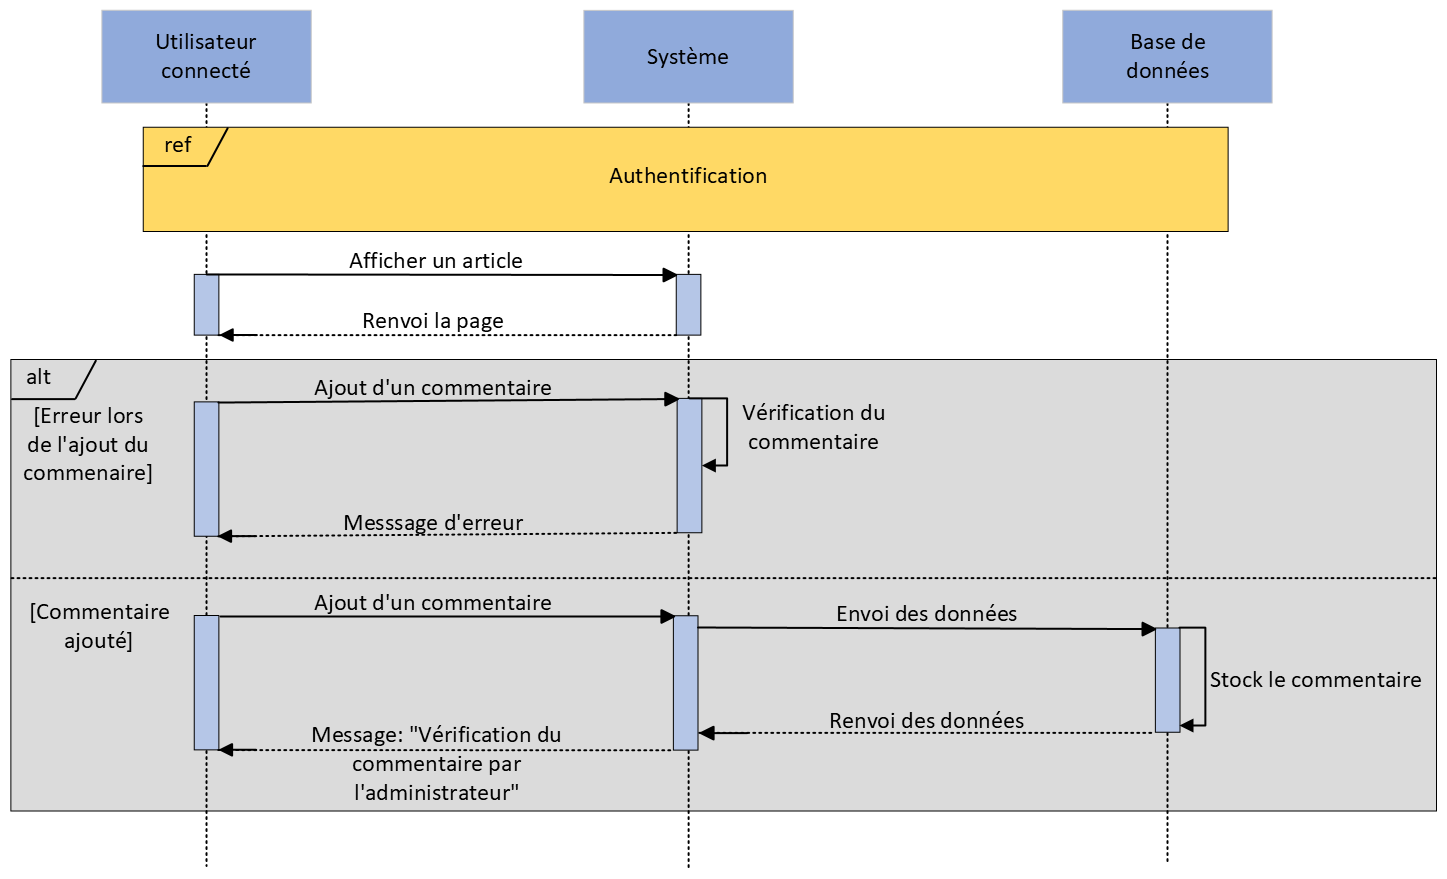 Utilisateur
connecté
Système
Base de
données
ref
Authentification
Afficher un article
Renvoi la page
alt
[Erreur lors
de l'ajout du
commenaire]
Ajout d'un commentaire
Vérification du
commentaire
Messsage d'erreur
[Commentaire
ajouté]
Ajout d'un commentaire
Envoi des données
Stock le commentaire
Renvoi des données
Message: "Vérification du
commentaire par
l'administrateur"